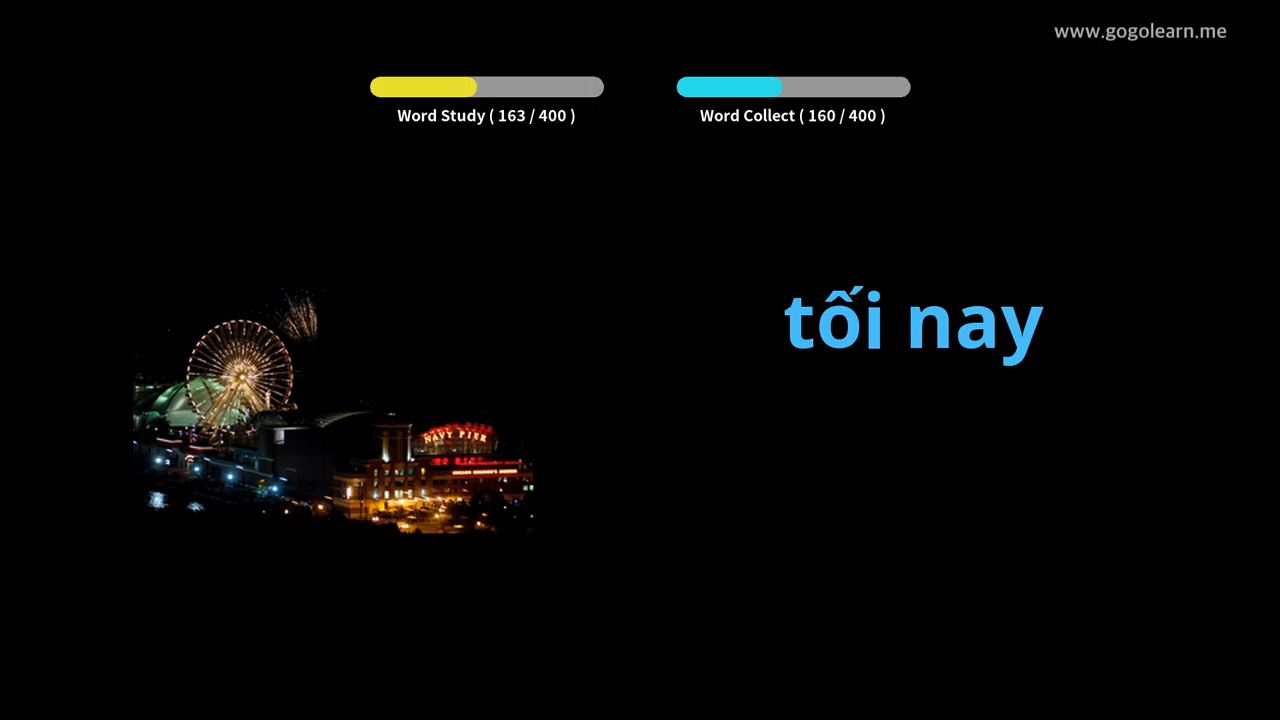 www.gogolearn.me
Word Study ( 163 / 400 )
Word Collect ( 160 / 400 )
tối nay
NAVY PIER